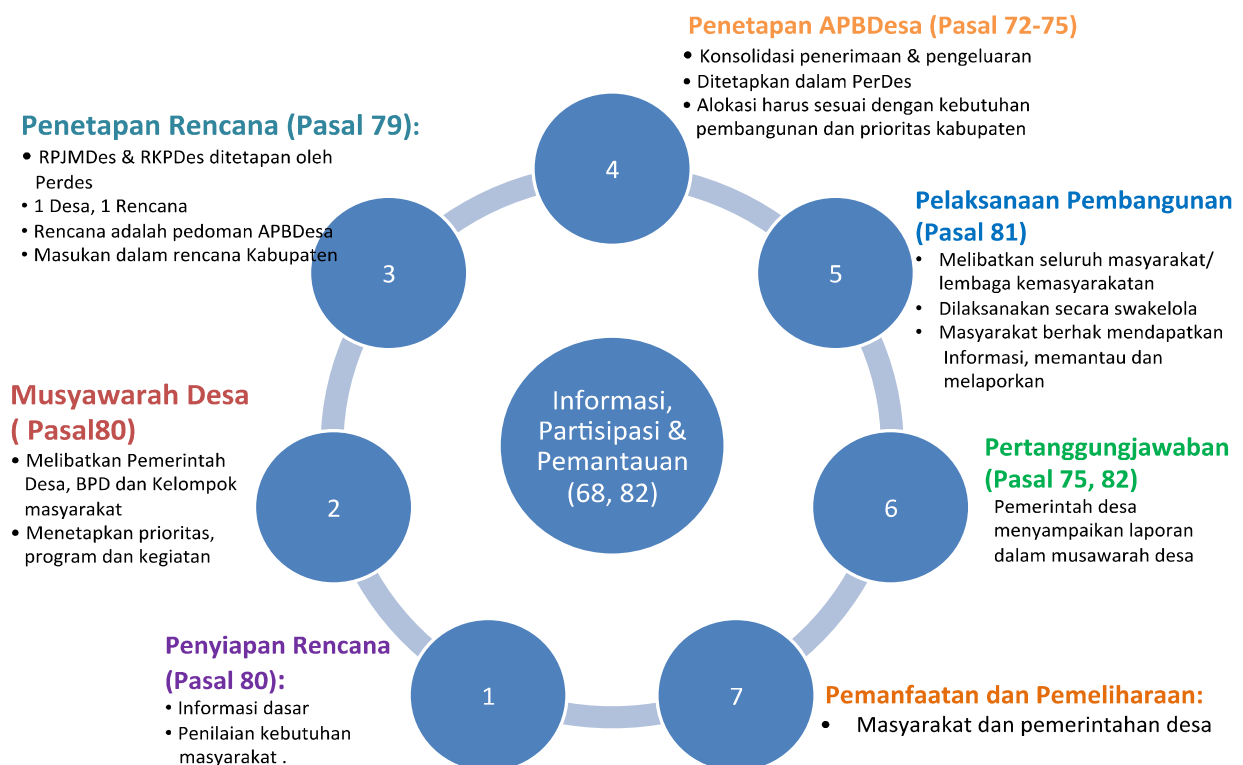 Penetapan APBDesa (Pasal 72-75)
• Konsolidasi penerimaan & pengeluaran
• Ditetapkan dalam PerDes
• Alokasi harus sesuai dengan kebutuhan
pembangunan dan prioritas kabupaten
Penetapan Rencana (Pasal 79):
• RPJMDes & RKPDes ditetapan oleh
Perdes
• 1 Desa, 1 Rencana
• Rencana adalah pedoman APBDesa
• Masukan dalam rencana Kabupaten
4
3
5
Pelaksanaan Pembangunan
(Pasal 81)
• Melibatkan seluruh masyarakat/
lembaga kemasyarakatan
• Dilaksanakan secara swakelola
• Masyarakat berhak mendapatkan
Informasi, memantau dan
melaporkan
Musyawarah Desa
( Pasal80)
• Melibatkan Pemerintah
Desa, BPD dan Kelompok
masyarakat
• Menetapkan prioritas,
program dan kegiatan
2
Informasi,
Partisipasi &
Pemantauan
(68, 82)
6
Pertanggungjawaban
(Pasal 75, 82)
Pemerintah desa
menyampaikan laporan
dalam musawarah desa
Penyiapan Rencana
(Pasal 80):
• Informasi dasar
• Penilaian kebutuhan
masyarakat .
1
7
Pemanfaatan dan Pemeliharaan:
• Masyarakat dan pemerintahan desa